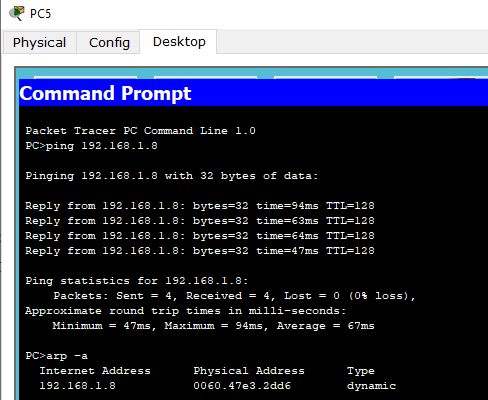 PC5
Physical Config Desktop
Command Prompt
Packet Tracer PC Command Line 1.0
PC>ping 192.168.1.8
Pinging 192.168.1.8 with 32 bytes of data:
Reply from 192.168.1.8: bytes=32 time=94ms TTL=128
Reply from 192.168.1.8: bytes=32 time=63ms TTL=128
Reply from 192.168.1.8: bytes=32 time=64ms TTL=128
Reply from 192.168.1.8: bytes=32 time=47ms TTL=128
Ping statistics for 192.168.1.8:
    Packets: Sent = 4, Received = 4, Lost = 0 (0% loss),
Approximate round trip times in milli-seconds:
    Minimum = 47ms, Maximum = 94ms, Average = 67ms
PC>arp -a
  Internet Address      Physical Address      Type
  192.168.1.8           0060.47e3.2dd6        dynamic